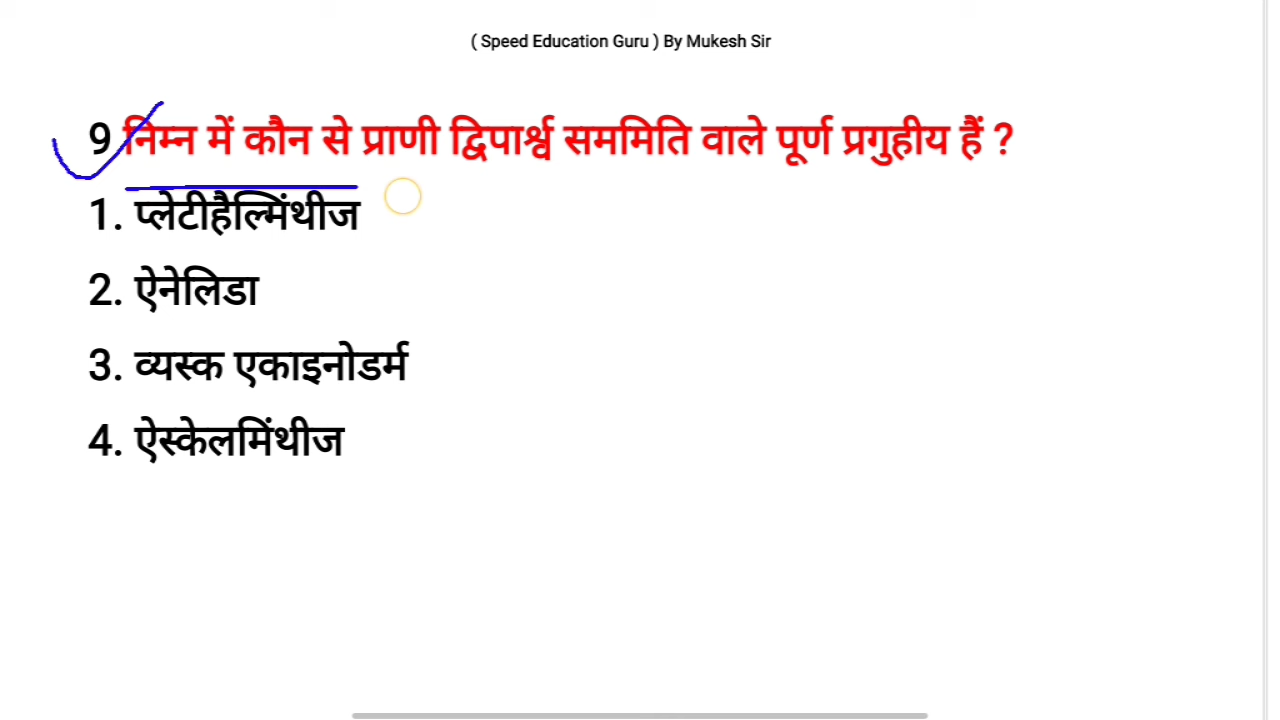 ( Speed Education Guru ) By Mukesh Sir
9 निम्न में कौन से प्राणी द्विपार्श्व सममिति वाले पूर्ण प्रगुहीय हैं ?
1. प्लेटीहैल्मिंथीज
2. ऐनेलिडा
3. व्यस्क एकाइनोडर्म
4. ऐस्केलमिंथीज